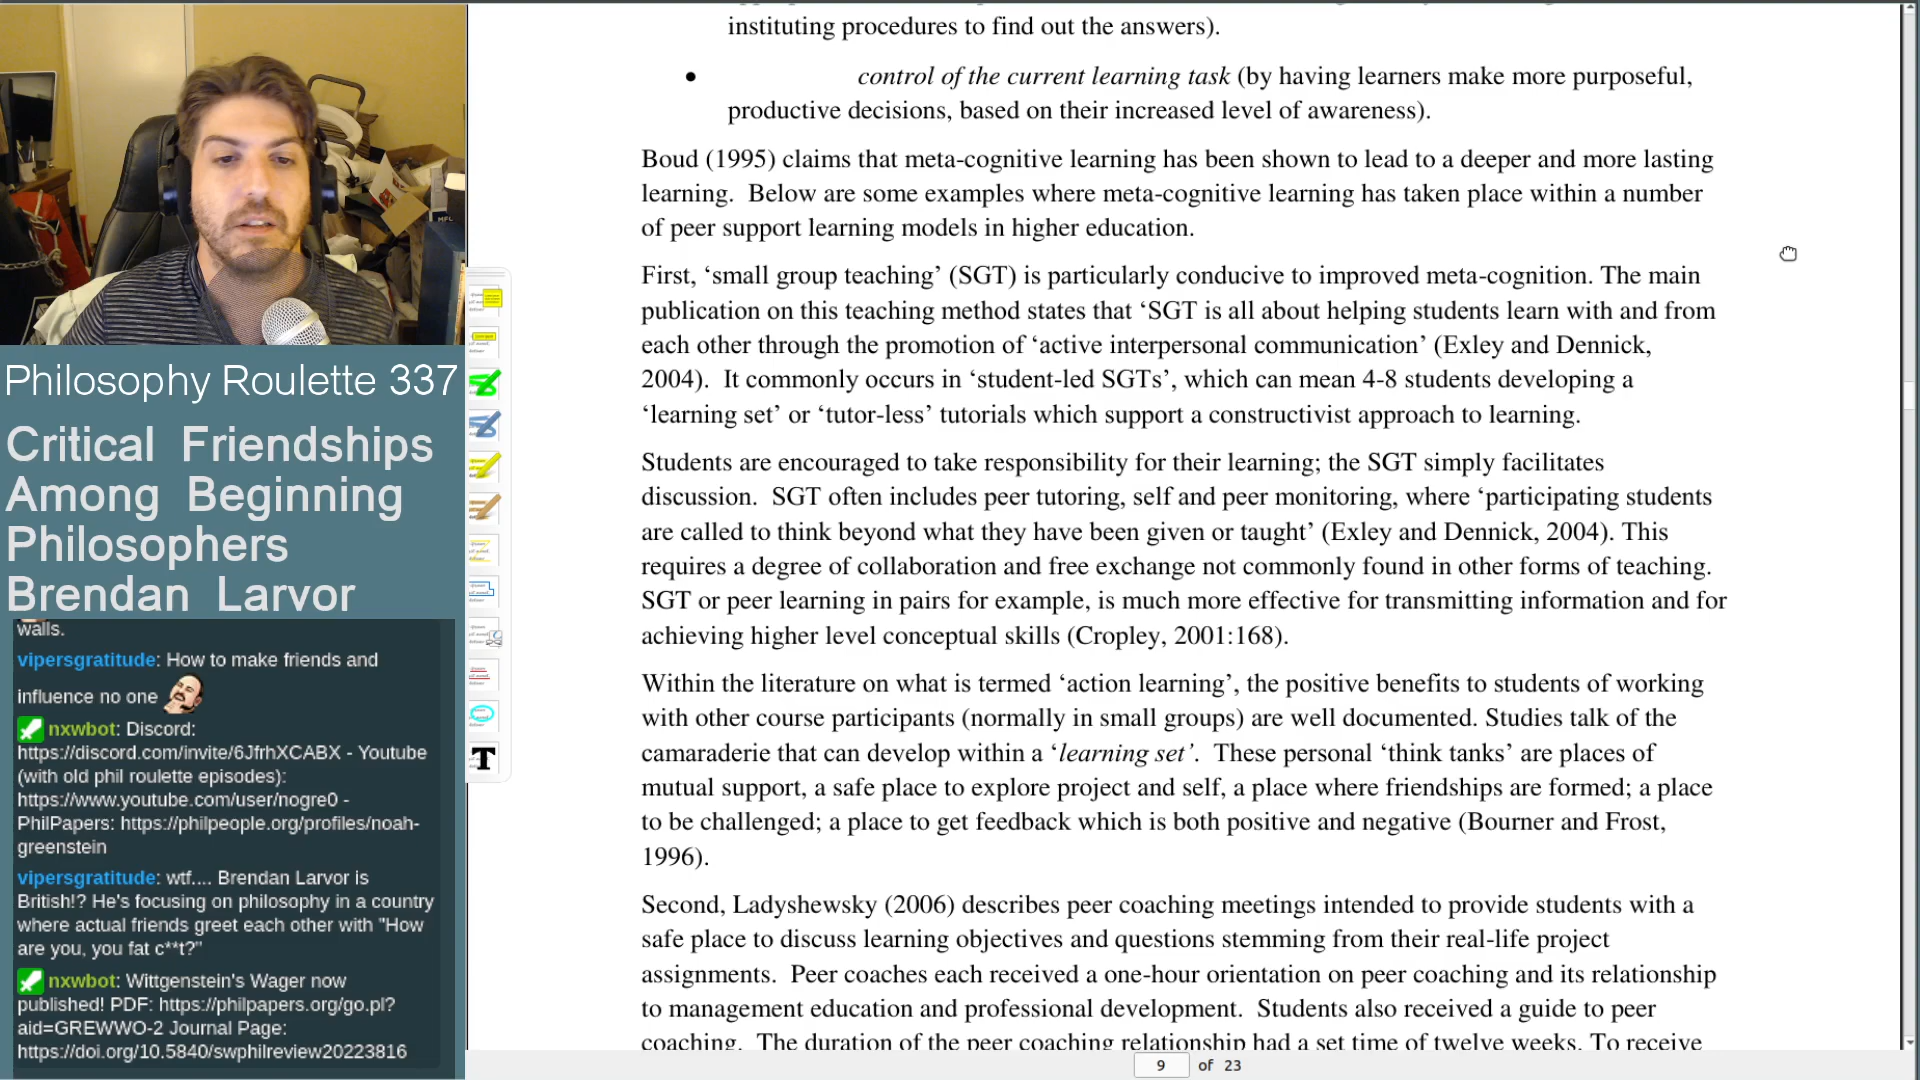 instituting procedures to find out the answers).
• control of the current learning task (by having learners make more purposeful,
productive decisions, based on their increased level of awareness).
Boud (1995) claims that meta-cognitive learning has been shown to lead to a deeper and more lasting
learning.  Below are some examples where meta-cognitive learning has taken place within a number
of peer support learning models in higher education.
First, ‘small group teaching’ (SGT) is particularly conducive to improved meta-cognition. The main
publication on this teaching method states that ‘SGT is all about helping students learn with and from
each other through the promotion of ‘active interpersonal communication’ (Exley and Dennick,
2004).  It commonly occurs in ‘student-led SGTs’, which can mean 4-8 students developing a
‘learning set’ or ‘tutor-less’ tutorials which support a constructivist approach to learning.
Students are encouraged to take responsibility for their learning; the SGT simply facilitates
discussion.  SGT often includes peer tutoring, self and peer monitoring, where ‘participating students
are called to think beyond what they have been given or taught’ (Exley and Dennick, 2004). This
requires a degree of collaboration and free exchange not commonly found in other forms of teaching.
SGT or peer learning in pairs for example, is much more effective for transmitting information and for
achieving higher level conceptual skills (Cropley, 2001:168).
Within the literature on what is termed ‘action learning’, the positive benefits to students of working
with other course participants (normally in small groups) are well documented. Studies talk of the
camaraderie that can develop within a ‘learning set’.  These personal ‘think tanks’ are places of
mutual support, a safe place to explore project and self, a place where friendships are formed; a place
to be challenged; a place to get feedback which is both positive and negative (Bourner and Frost,
1996).
Second, Ladyshewsky (2006) describes peer coaching meetings intended to provide students with a
safe place to discuss learning objectives and questions stemming from their real-life project
assignments.  Peer coaches each received a one-hour orientation on peer coaching and its relationship
to management education and professional development.  Students also received a guide to peer
coaching.  The duration of the peer coaching relationship had a set time of twelve weeks. To receive
9 of 23
T
Philosophy Roulette 337
Critical Friendships
Among Beginning
Philosophers
Brendan Larvor
walls.
vipersgratitude: How to make friends and
influence no one
nxwbot: Discord:
https://discord.com/invite/6JfrhXCABX - Youtube
(with old phil roulette episodes):
https://www.youtube.com/user/nogre0 -
PhilPapers: https://philpeople.org/profiles/noah-
greenstein
vipersgratitude: wtf.... Brendan Larvor is
British!? He's focusing on philosophy in a country
where actual friends greet each other with "How
are you, you fat c**t?"
nxwbot: Wittgenstein's Wager now
published! PDF: https://philpapers.org/go.pl?
aid=GREWWO-2 Journal Page:
https://doi.org/10.5840/swphilreview20223816